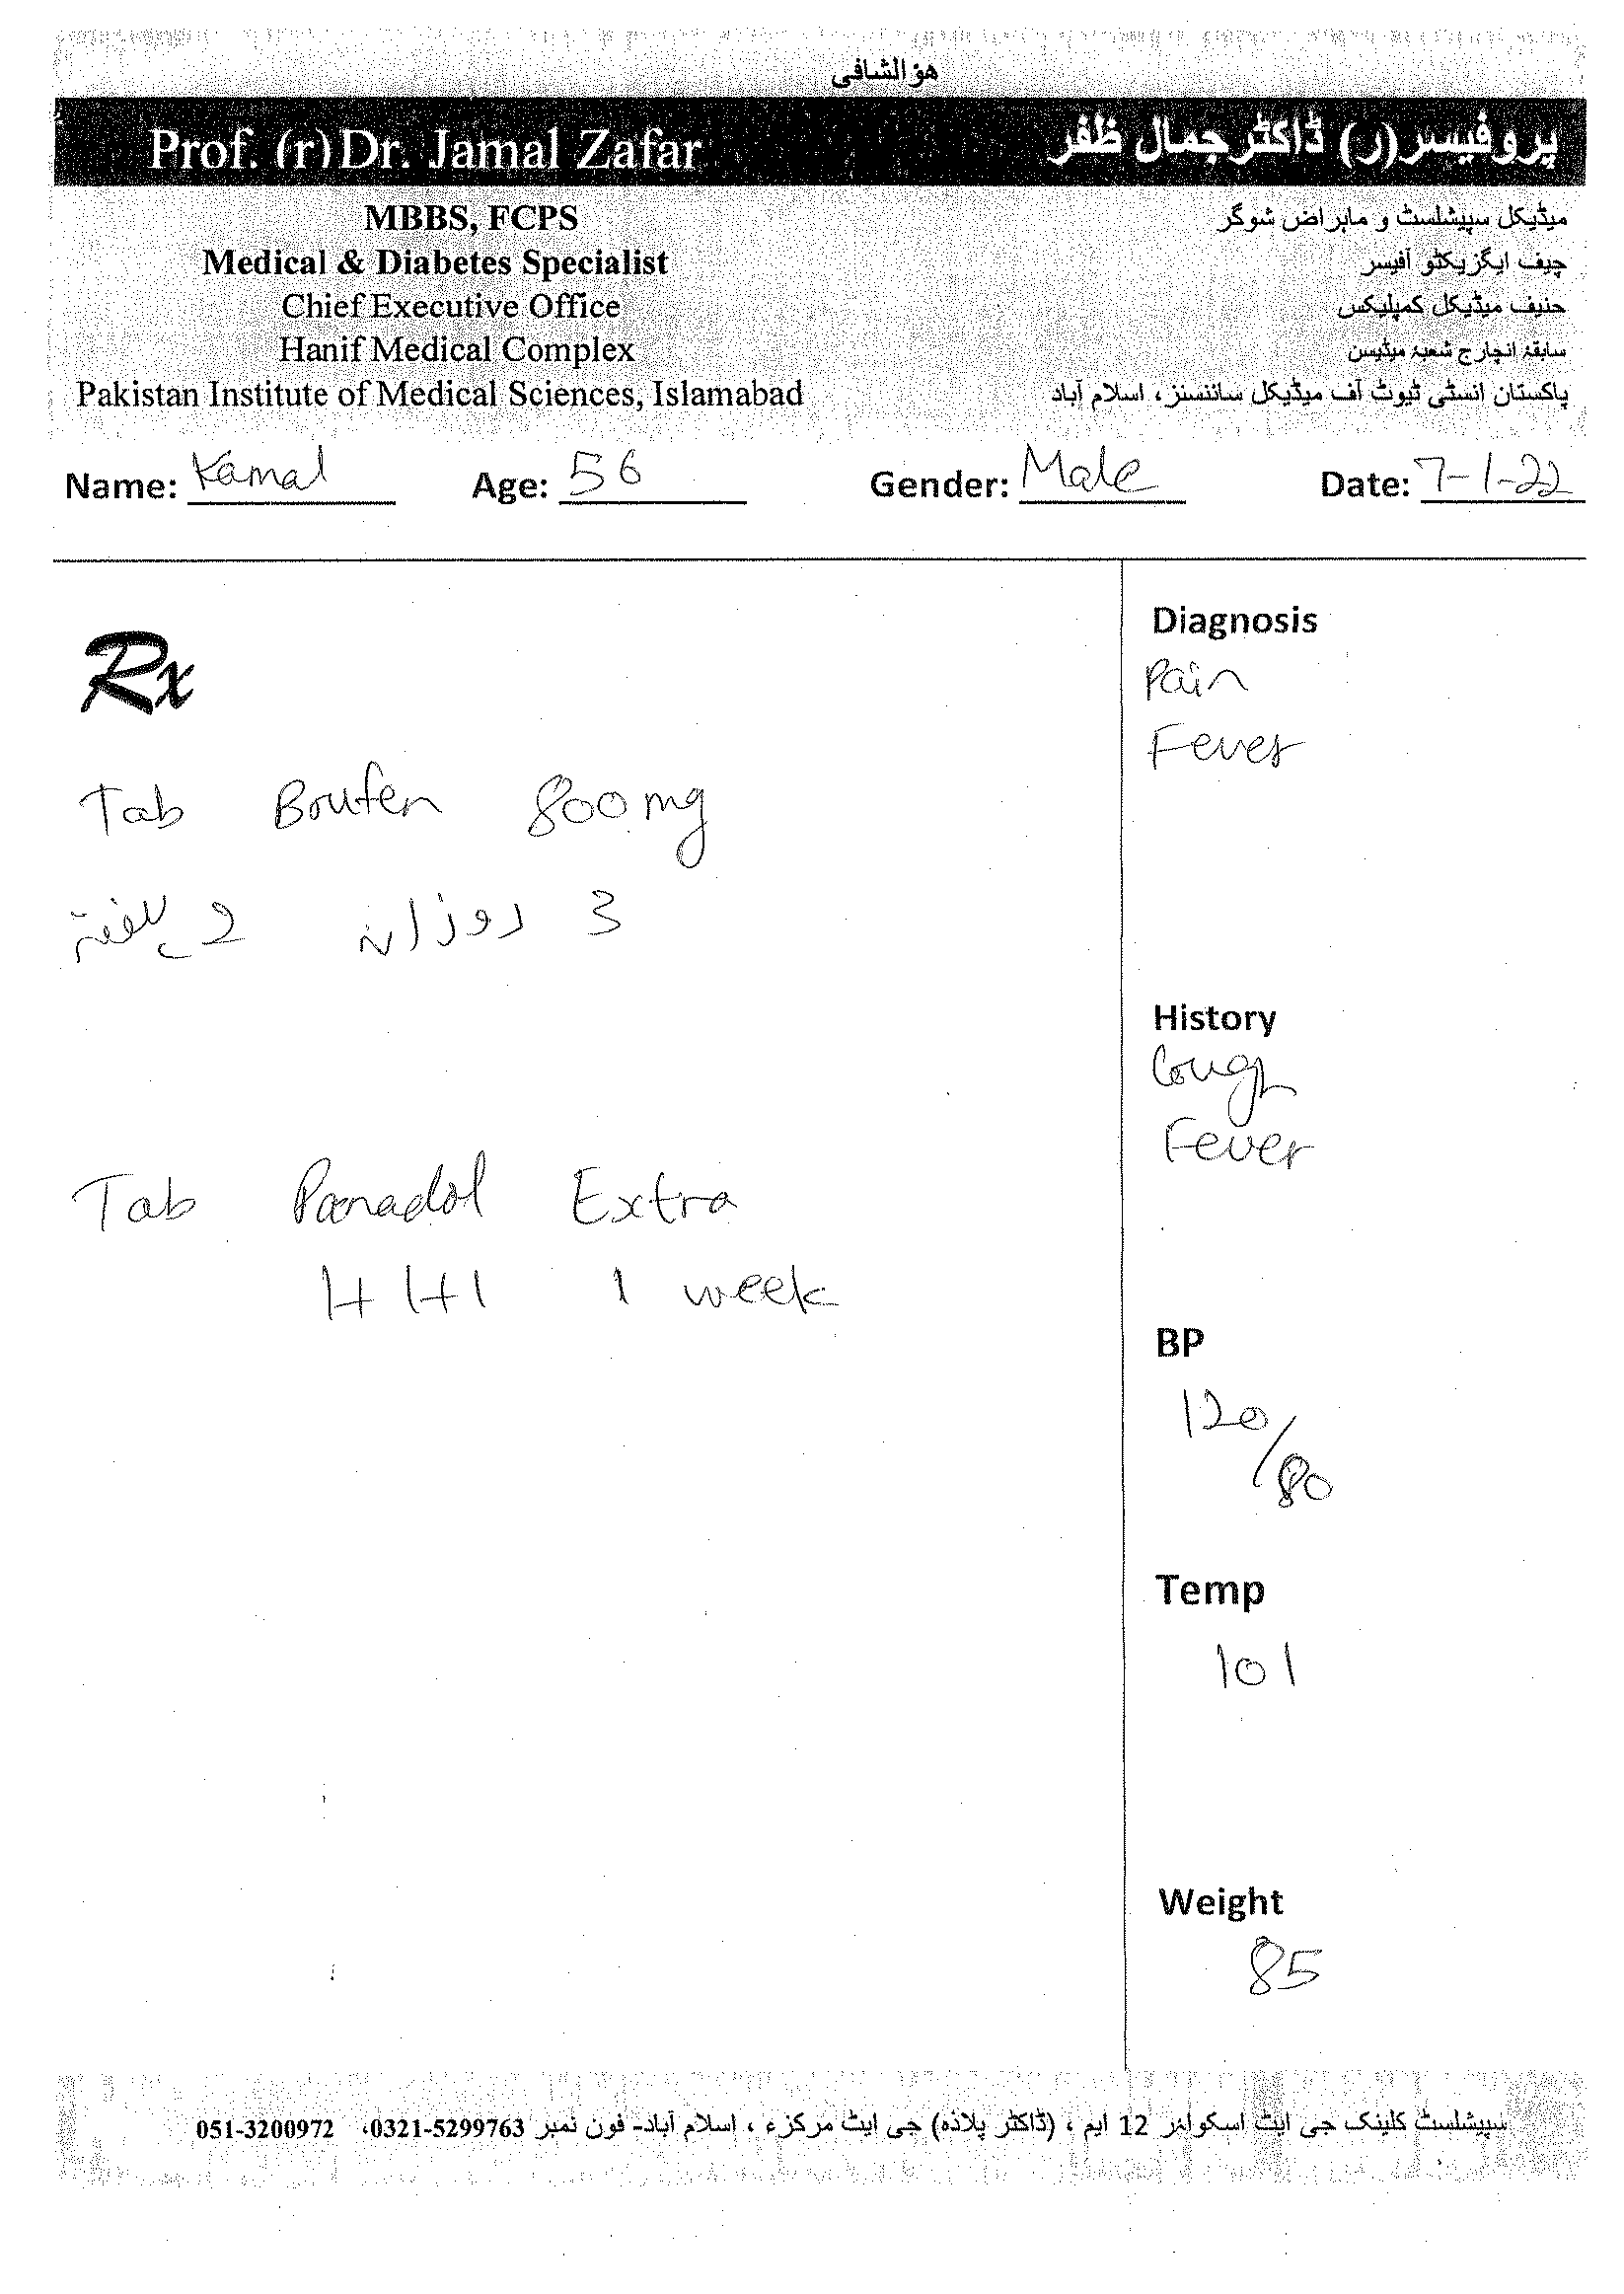 هو الشافی
Prof. (r) Dr. Jamal Zafar
پروفیسر (ر) ڈاکٹر جمال ظفر
MBBS, FCPS
میڈیکل سپیشلسٹ و ماہراض شوگر
Medical & Diabetes Specialist
چیف ایگزیکٹو آفیسر
Chief Executive Office
حنیف میڈیکل کمپلیکس
Hanif Medical Complex
سابقہ انچارج شعبہ میڈیسن
Pakistan Institute of Medical Sciences, Islamabad
پاکستان انسٹی ٹیوٹ آف میڈیکل سائنسز، اسلام آباد
Name: Kamal Age: 56 Gender: Male Date: 7-1-22
Rx
Tab Brufen 800mg
3 روزانہ 2 ہفتہ
Tab Panadol Extra
1+1+1 1 week
Diagnosis
Pain
Fever
History
Cough
Fever
BP
120/80
Temp
101
Weight
85
سپیشلسٹ کلینک جی ایٹ اسکوائر 12 ایم ، (ڈاکٹر پلازہ) جی ایٹ مرکزء ، اسلام آباد- فون نمبر 0321-5299763، 051-3200972